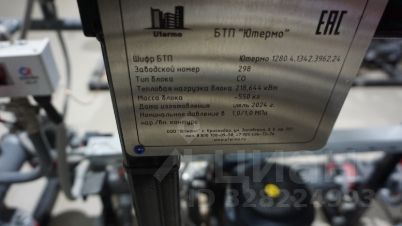 Utermo
БТП "Ютермо"
EAC
Шифр БТП Ютермо 1280.4.1342.3962.24
Заводской номер 298
Тип блока СО
Тепловая нагрузка блока 218,644 кВт
Масса блока ~550 кг
Дата изготовления июль 2024 г.
Номинальное давление в 1,0/1,0 МПа
нар./вн. контуре
циан
ID 328224993